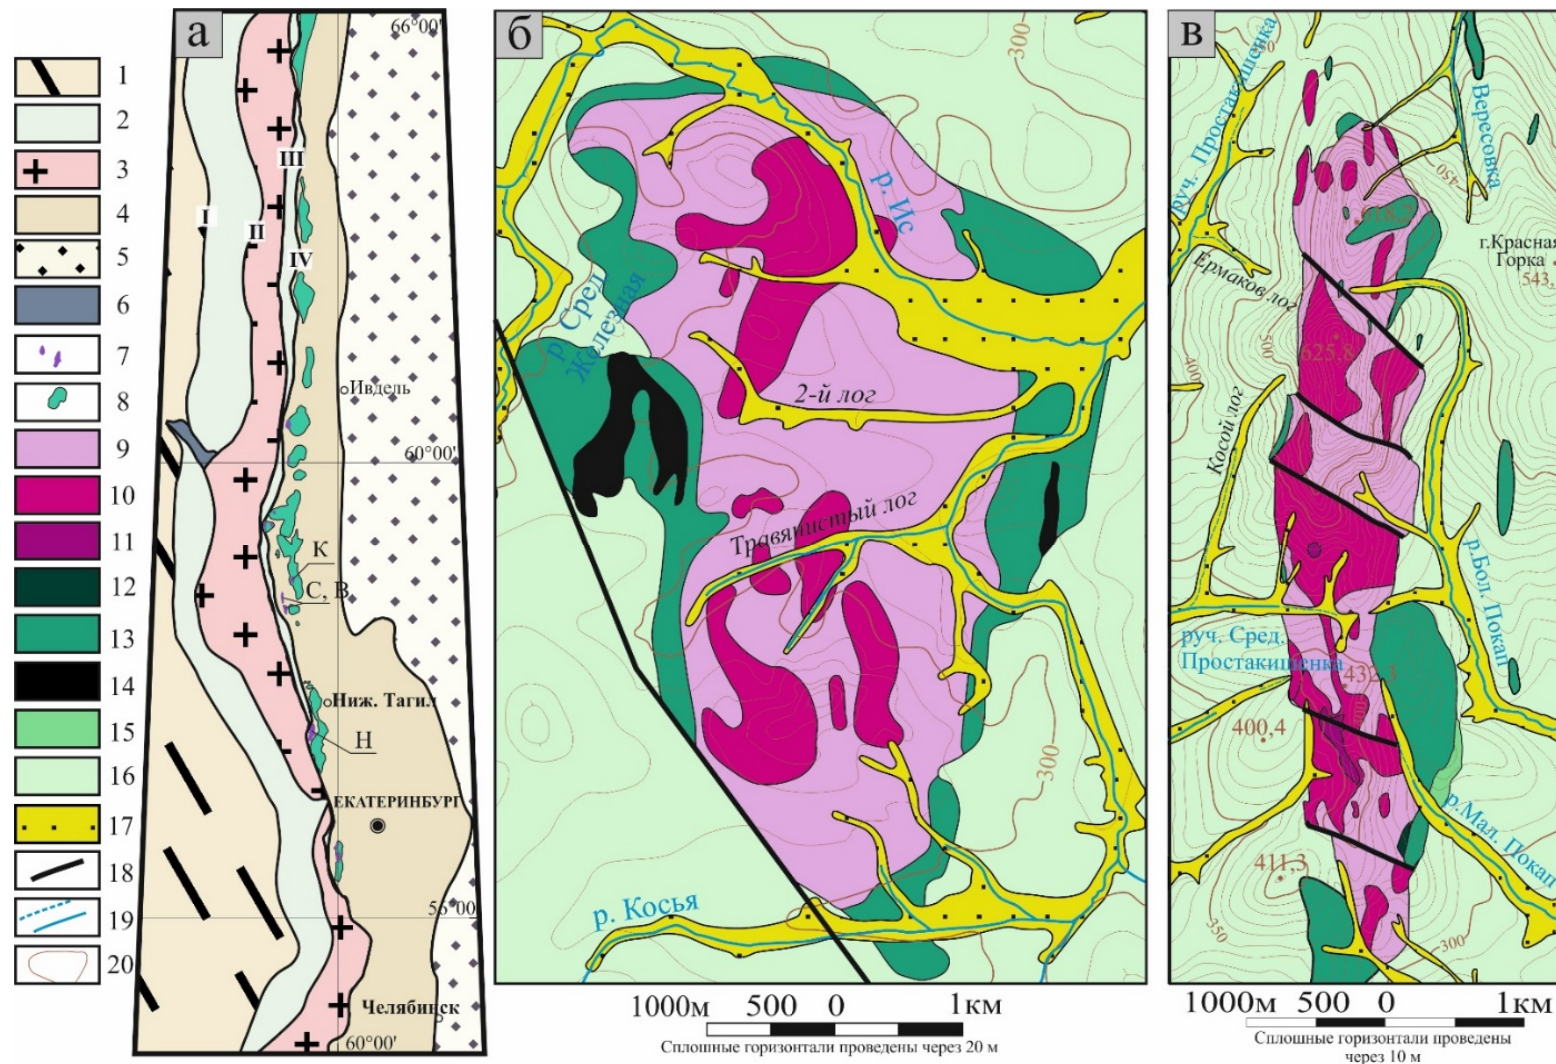 1
2
3
4
5
6
7
8
9
10
11
12
13
14
15
16
17
18
19
20
а
66°00'
III
I
II
IV
Ивдель
60°00'
К
С, В
Ниж. Тагил
Н
ЕКАТЕРИНБУРГ
56°00'
Челябинск
60°00'
б
300
р. Ис
р. Сред.
Железная
2-й лог
Травянистый лог
300
р. Косья
1000м 500 0 1км
Сплошные горизонтали проведены через 20 м
в
руч. Простакишенка
Вересовка
450
г.Красная
Горка
543,
Ермаков лог
500
625,8
400
Косой лог
р.Бол. Покап
руч. Сред.
Простакишенка
432,3
400,4
р.Мал. Покап
411,3
350
300
1000м 500 0 1км
Сплошные горизонтали проведены
через 10 м